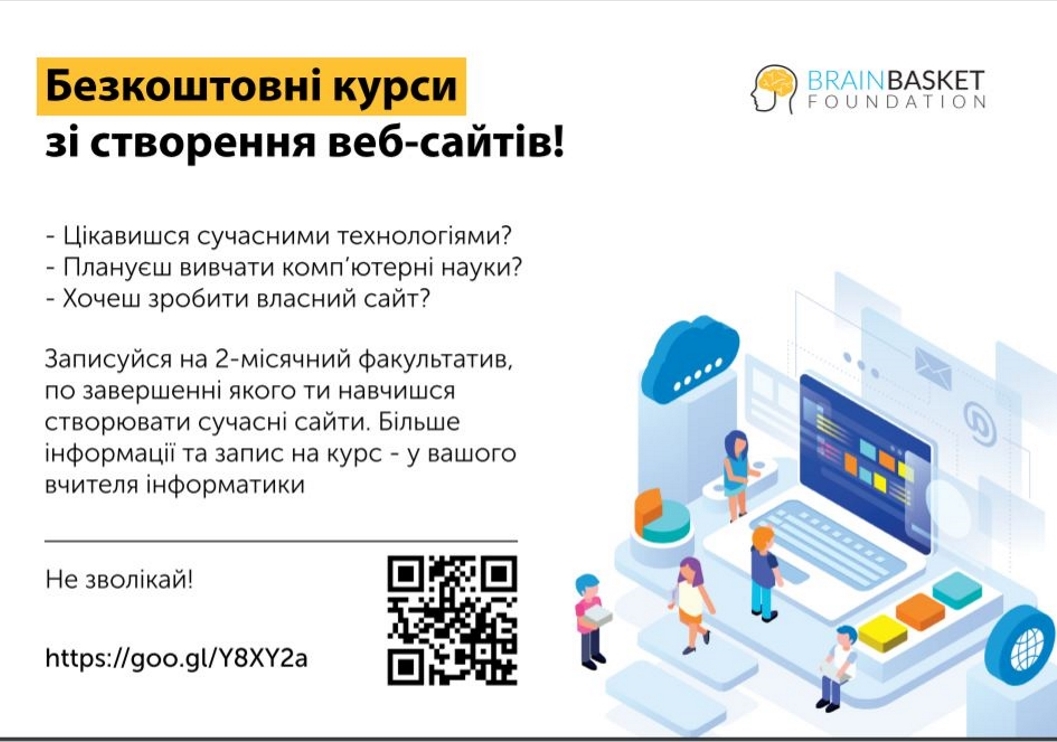 Безкоштовні курси
зі створення веб-сайтів!
BRAINBASKET
FOUNDATION
- Цікавишся сучасними технологіями?
- Плануєш вивчати комп’ютерні науки?
- Хочеш зробити власний сайт?
Записуйся на 2-місячний факультатив,
по завершенні якого ти навчишся
створювати сучасні сайти. Більше
інформації та запис на курс - у вашого
вчителя інформатики
Не зволікай!
https://goo.gl/Y8XY2a